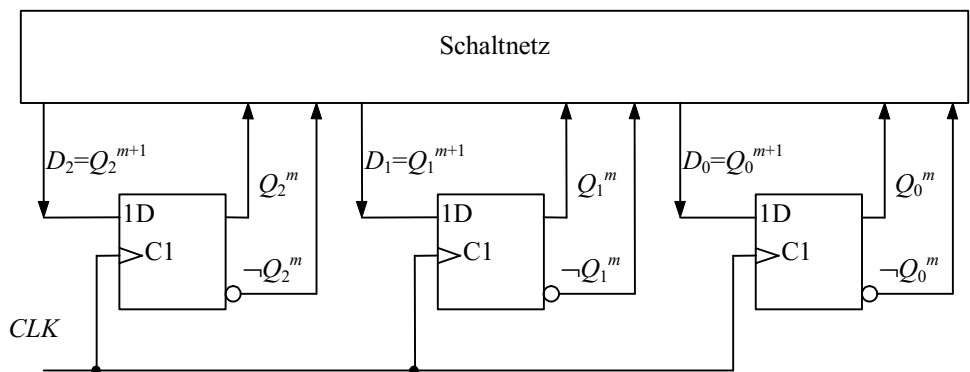 Schaltnetz
D₂=Q₂ᵐ⁺¹
D₁=Q₁ᵐ⁺¹
D₀=Q₀ᵐ⁺¹
Q₂ᵐ
Q₁ᵐ
Q₀ᵐ
1D
1D
1D
C1
C1
C1
¬Q₂ᵐ
¬Q₁ᵐ
¬Q₀ᵐ
CLK